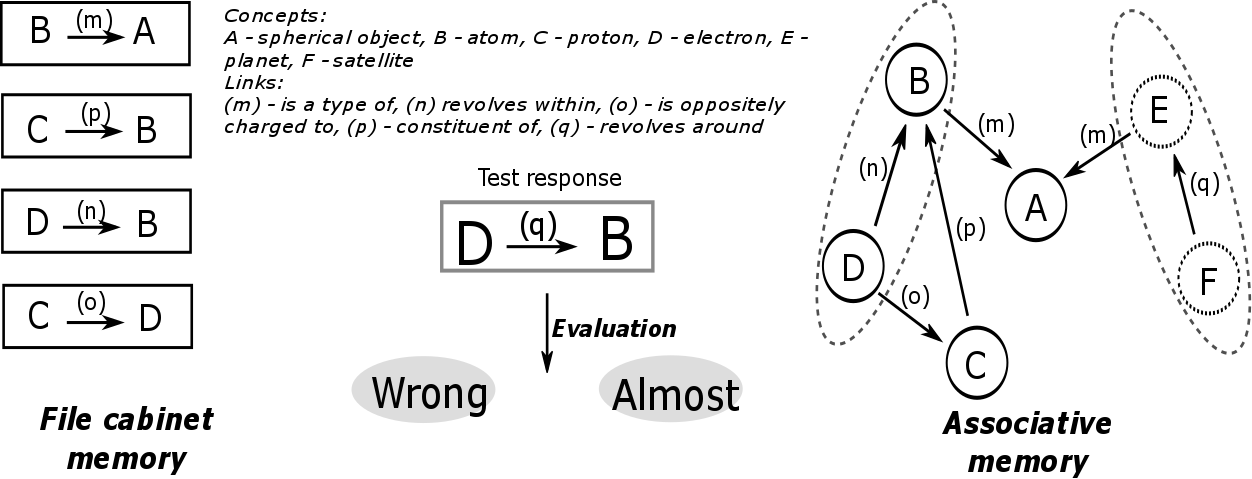 B (m) A
C (p) B
D (n) B
C (o) D
File cabinet
memory
Concepts:
A - spherical object, B - atom, C - proton, D - electron, E -
planet, F - satellite
Links:
(m) - is a type of, (n) revolves within, (o) - is oppositely
charged to, (p) - constituent of, (q) - revolves around
Test response
D (q) B
Evaluation
Wrong
Almost
B
E
(m)
(m)
(n)
A
(q)
(p)
D
F
(o)
C
Associative
memory